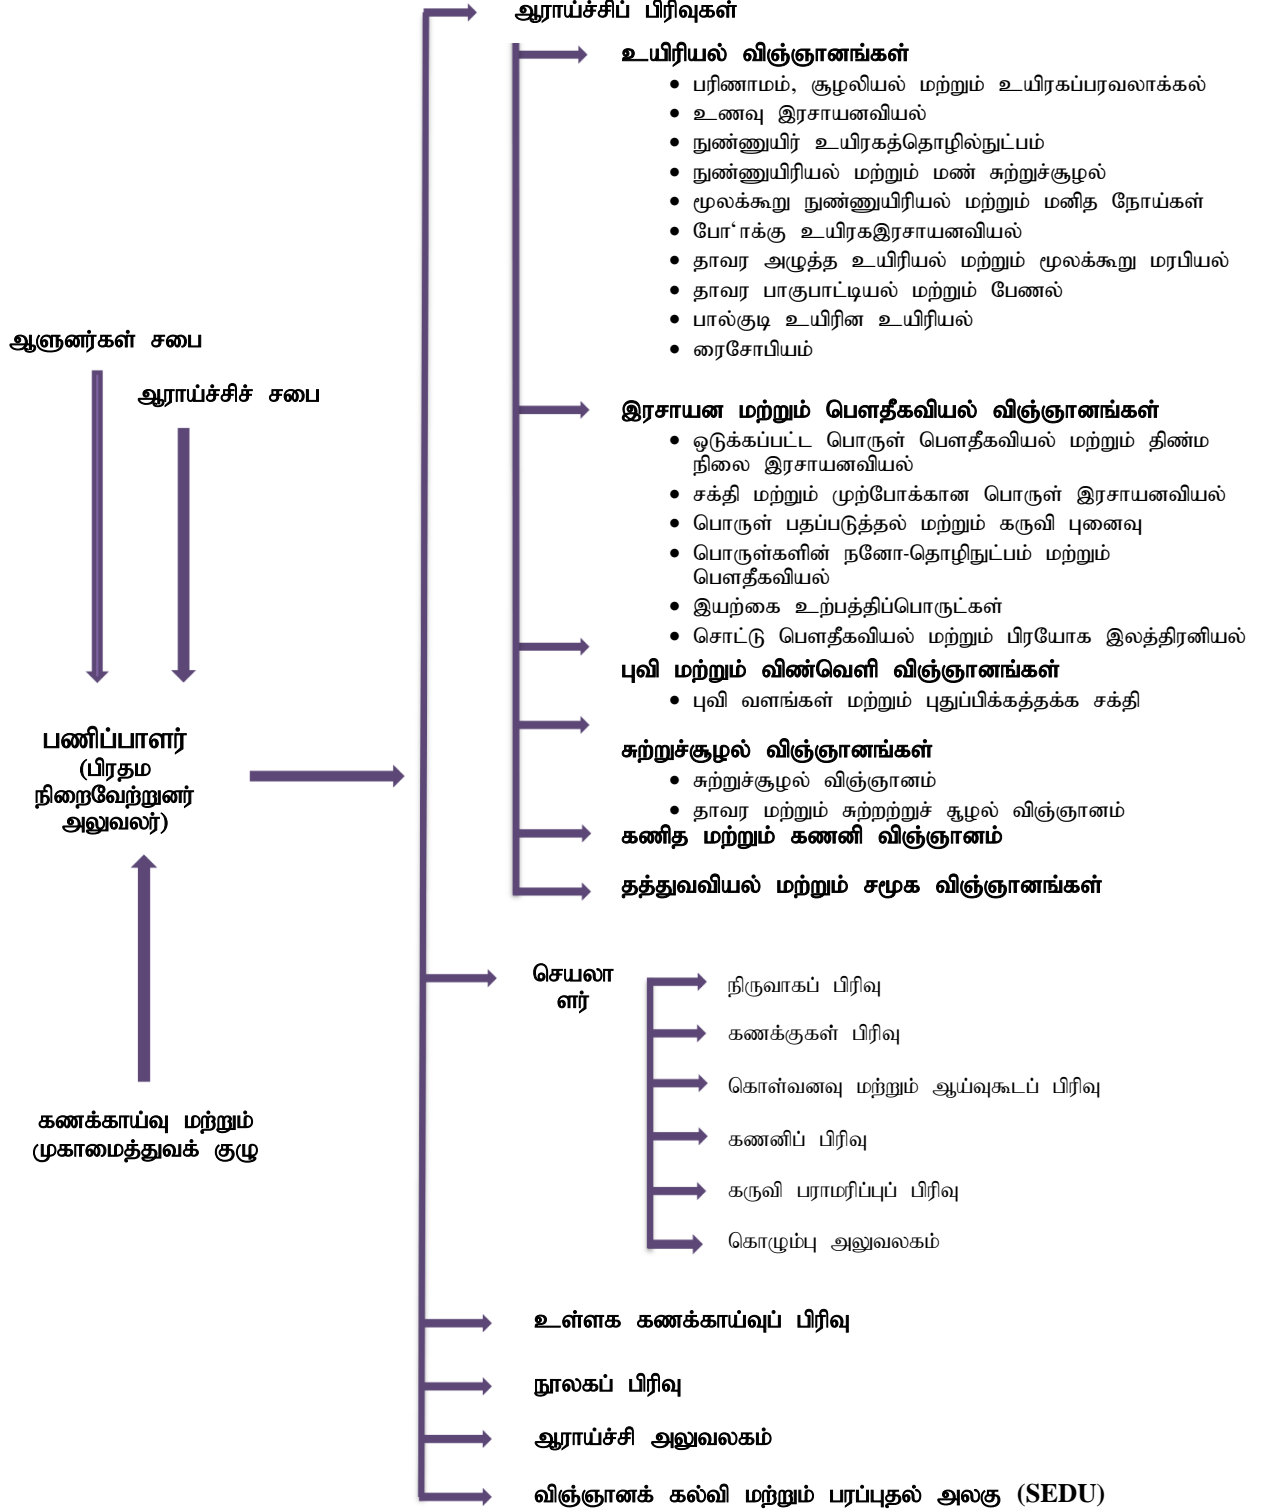 ஆராய்ச்சிப் பிரிவுகள்
உயிரியல் விஞ்ஞானங்கள்
• பரிணாமம், சூழலியல் மற்றும் உயிரகப்பரவலாக்கல்
• உணவு இரசாயனவியல்
• நுண்ணுயிர் உயிரகத்தொழில்நுட்பம்
• நுண்ணுயிரியல் மற்றும் மண் சுற்றுச்சூழல்
• மூலக்கூறு நுண்ணுயிரியல் மற்றும் மனித நோய்கள்
• போ‘ாக்கு உயிரகஇரசாயனவியல்
• தாவர அழுத்த உயிரியல் மற்றும் மூலக்கூறு மரபியல்
• தாவர பாகுபாட்டியல் மற்றும் பேணல்
• பால்குடி உயிரின உயிரியல்
• ரைசோபியம்
ஆளுனர்கள் சபை
ஆராய்ச்சிச் சபை
இரசாயன மற்றும் பௌதீகவியல் விஞ்ஞானங்கள்
• ஒடுக்கப்பட்ட பொருள் பௌதீகவியல் மற்றும் திண்ம
நிலை இரசாயனவியல்
• சக்தி மற்றும் முற்போக்கான பொருள் இரசாயனவியல்
• பொருள் பதப்படுத்தல் மற்றும் கருவி புனைவு
• பொருள்களின் நனோ-தொழிநுட்பம் மற்றும்
பௌதீகவியல்
• இயற்கை உற்பத்திப்பொருட்கள்
• சொட்டு பௌதீகவியல் மற்றும் பிரயோக இலத்திரனியல்
புவி மற்றும் விண்வெளி விஞ்ஞானங்கள்
• புவி வளங்கள் மற்றும் புதுப்பிக்கத்தக்க சக்தி
பணிப்பாளர்
(பிரதம
நிறைவேற்றுனர்
அலுவலர்)
சுற்றுச்சூழல் விஞ்ஞானங்கள்
• சுற்றுச்சூழல் விஞ்ஞானம்
• தாவர மற்றும் சுற்றற்றுச் சூழல் விஞ்ஞானம்
கணித மற்றும் கணனி விஞ்ஞானம்
தத்துவவியல் மற்றும் சமூக விஞ்ஞானங்கள்
செயலா
ளர்
நிருவாகப் பிரிவு
கணக்குகள் பிரிவு
கொள்வனவு மற்றும் ஆய்வுகூடப் பிரிவு
கணனிப் பிரிவு
கருவி பராமரிப்புப் பிரிவு
கொழும்பு அலுவலகம்
கணக்காய்வு மற்றும்
முகாமைத்துவக் குழு
உள்ளக கணக்காய்வுப் பிரிவு
நூலகப் பிரிவு
ஆராய்ச்சி அலுவலகம்
விஞ்ஞானக் கல்வி மற்றும் பரப்புதல் அலகு (SEDU)